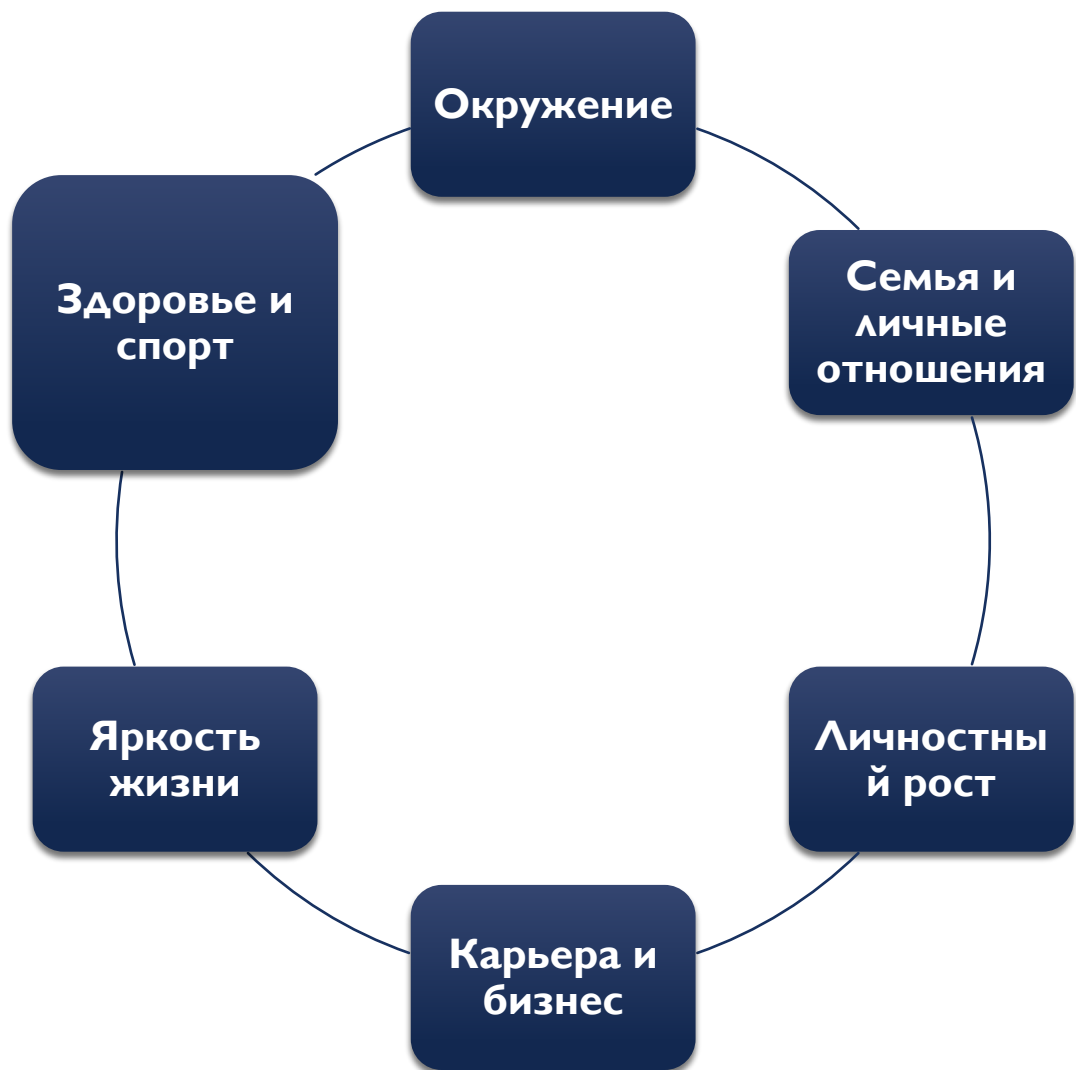 Окружение
Семья и
личные
отношения
Личностны
й рост
Карьера и
бизнес
Яркость
жизни
Здоровье и
спорт